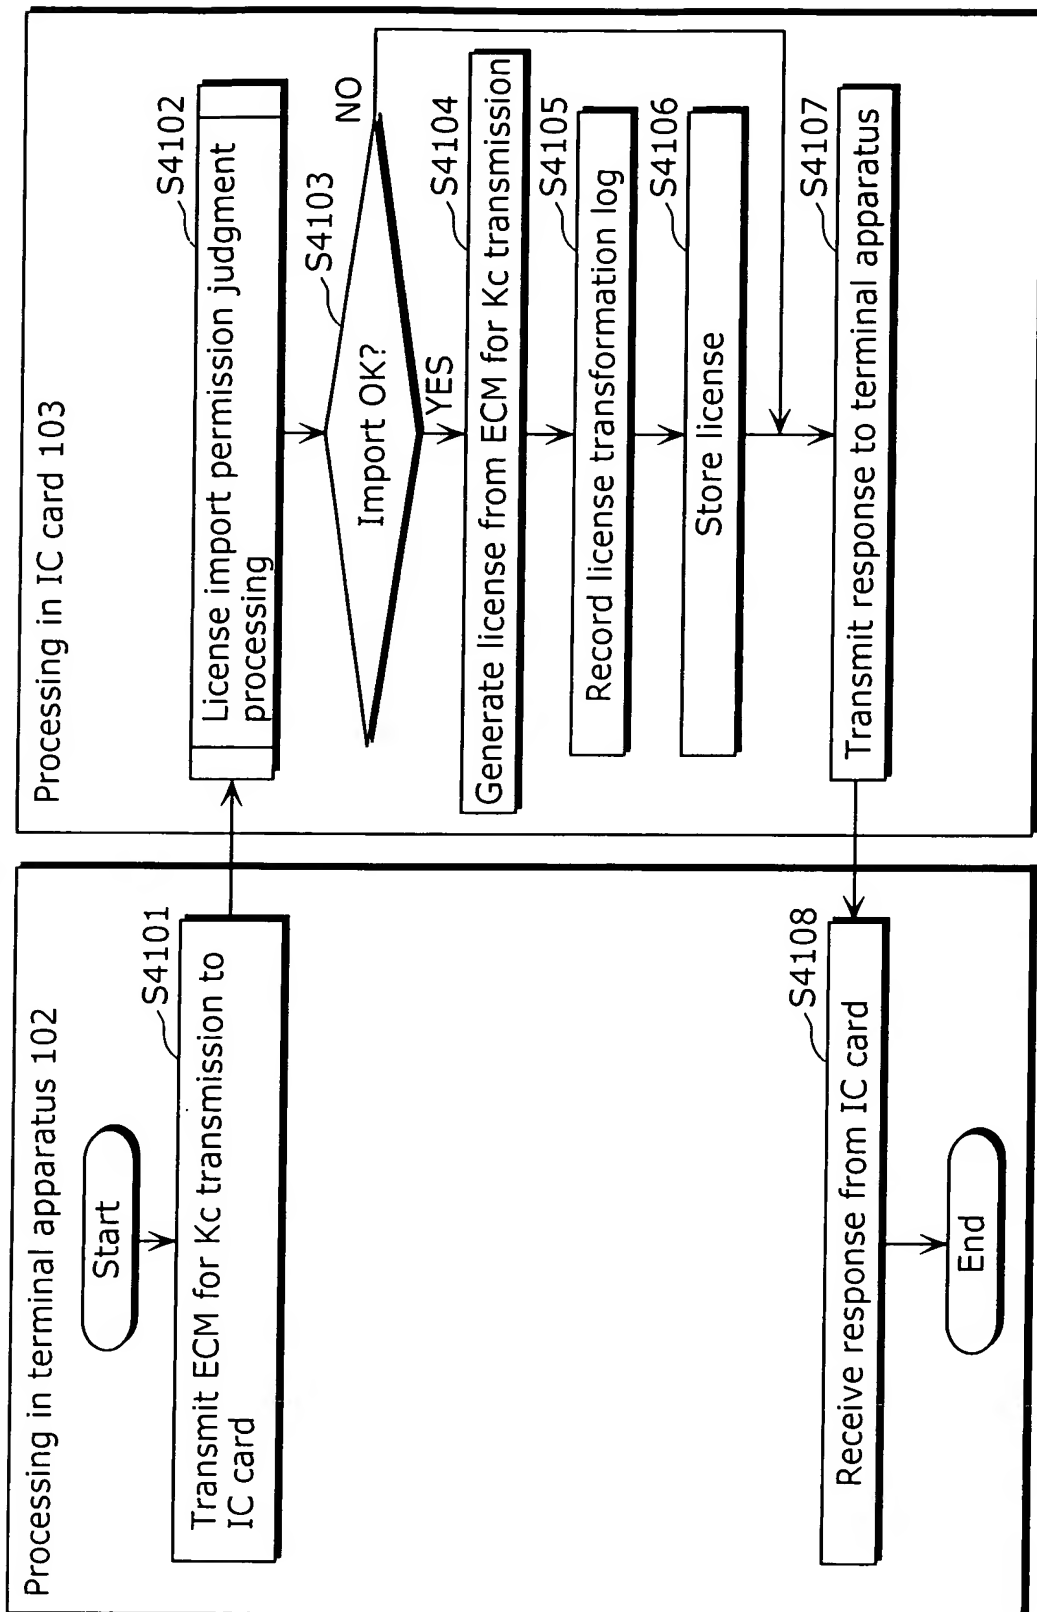 Processing in terminal apparatus 102
Start
S4101
Transmit ECM for Kc transmission to
IC card
Processing in IC card 103
S4102
License import permission judgment
processing
S4103
Import OK?
NO
YES
S4104
Generate license from ECM for Kc transmission
S4105
Record license transformation log
S4106
Store license
S4107
Transmit response to terminal apparatus
S4108
Receive response from IC card
End